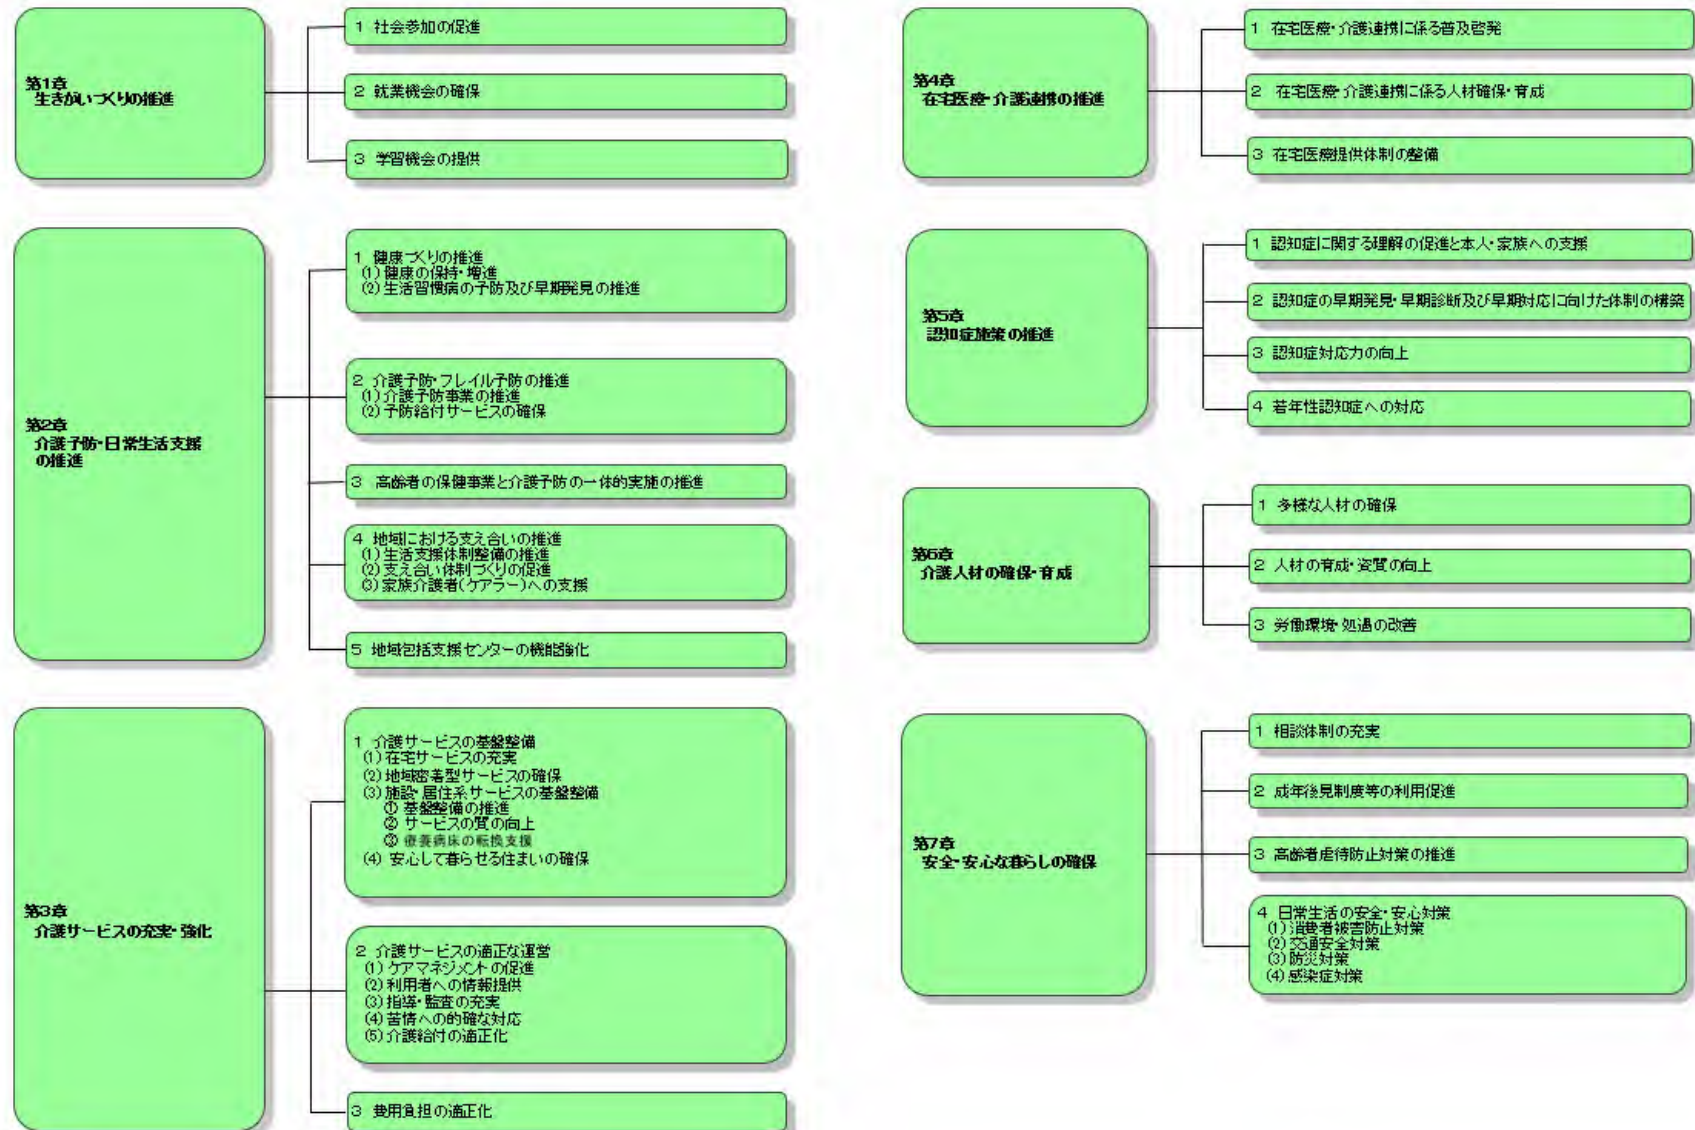 第1章
生きがいづくりの推進
1 社会参加の促進
2 就業機会の確保
3 学習機会の提供
第2章
介護予防・日常生活支援
の推進
1 健康づくりの推進
(1)健康の保持・増進
(2)生活習慣病の予防及び早期発見の推進
2 介護予防・フレイル予防の推進
(1)介護予防事業の推進
(2)予防給付サービスの確保
3 高齢者の保健事業と介護予防の一体的実施の推進
4 地域における支え合いの推進
(1)生活支援体制整備の推進
(2)支え合い体制づくりの促進
(3)家族介護者(ケアラー)への支援
5 地域包括支援センターの機能強化
第3章
介護サービスの充実・強化
1 介護サービスの基盤整備
(1)在宅サービスの充実
(2)地域密着型サービスの確保
(3)施設・居住系サービスの基盤整備
① 基盤整備の推進
② サービスの質の向上
③ 療養病床の転換支援
(4) 安心して暮らせる住まいの確保
2 介護サービスの適正な運営
(1)ケアマネジメントの促進
(2)利用者への情報提供
(3)指導・監査の充実
(4)苦情への的確な対応
(5)介護給付の適正化
3 費用負担の適正化
第4章
在宅医療・介護連携の推進
1 在宅医療・介護連携に係る普及啓発
2 在宅医療・介護連携に係る人材確保・育成
3 在宅医療提供体制の整備
第5章
認知症施策の推進
1 認知症に関する理解の促進と本人・家族への支援
2 認知症の早期発見・早期診断及び早期対応に向けた体制の構築
3 認知症対応力の向上
4 若年性認知症への対応
第6章
介護人材の確保・育成
1 多様な人材の確保
2 人材の育成・資質の向上
3 労働環境・処遇の改善
第7章
安全・安心な暮らしの確保
1 相談体制の充実
2 成年後見制度等の利用促進
3 高齢者虐待防止対策の推進
4 日常生活の安全・安心対策
(1)消費者被害防止対策
(2)交通安全対策
(3)防災対策
(4)感染症対策